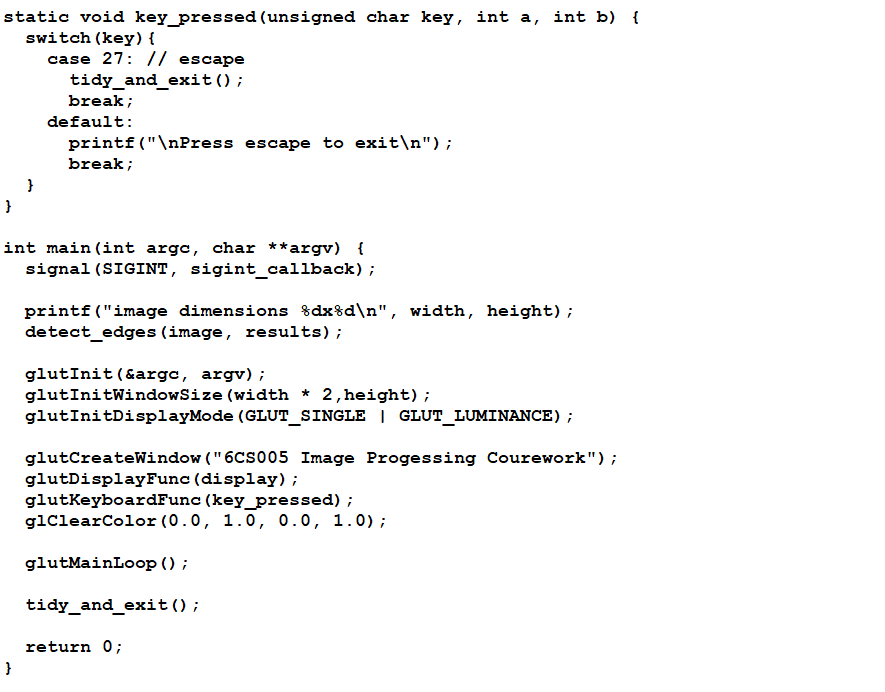 static void key_pressed(unsigned char key, int a, int b) {
  switch(key){
    case 27: // escape
      tidy_and_exit();
      break;
    default:
      printf("\nPress escape to exit\n");
      break;
  }
}

int main(int argc, char **argv) {
  signal(SIGINT, sigint_callback);

  printf("image dimensions %dx%d\n", width, height);
  detect_edges(image, results);

  glutInit(&argc, argv);
  glutInitWindowSize(width * 2,height);
  glutInitDisplayMode(GLUT_SINGLE | GLUT_LUMINANCE);

  glutCreateWindow("6CS005 Image Progessing Courework");
  glutDisplayFunc(display);
  glutKeyboardFunc(key_pressed);
  glClearColor(0.0, 1.0, 0.0, 1.0);

  glutMainLoop();

  tidy_and_exit();

  return 0;
}